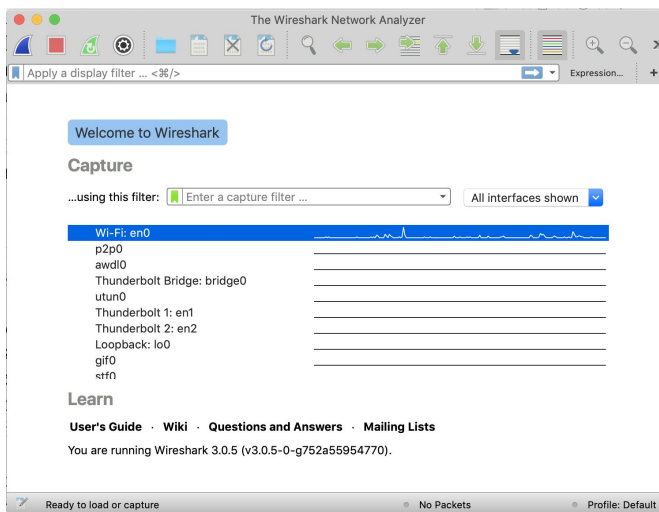 The Wireshark Network Analyzer
Apply a display filter ... <⌘/>
Expression...
+
Welcome to Wireshark
Capture
...using this filter:
Enter a capture filter ...
All interfaces shown
Wi-Fi: en0
p2p0
awdl0
Thunderbolt Bridge: bridge0
utun0
Thunderbolt 1: en1
Thunderbolt 2: en2
Loopback: lo0
gif0
stf0
Learn
User's Guide · Wiki · Questions and Answers · Mailing Lists
You are running Wireshark 3.0.5 (v3.0.5-0-g752a55954770).
Ready to load or capture
No Packets
Profile: Default